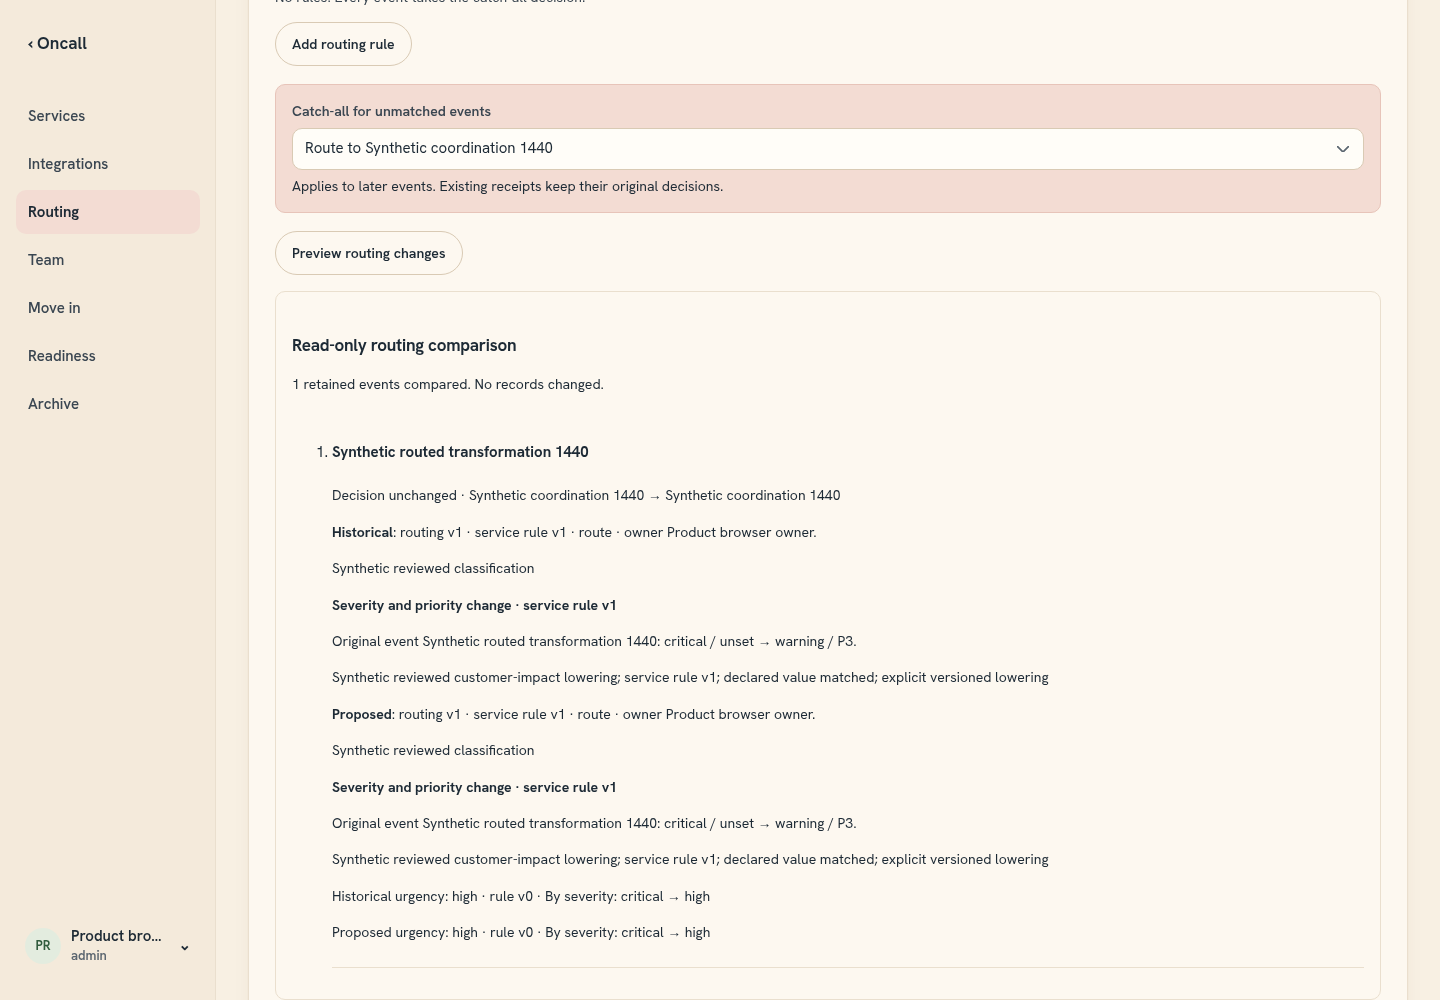 ‹ Oncall
Services
Integrations
Routing
Team
Move in
Readiness
Archive
PR
Product bro...
admin
No rules. Every event takes the catch-all decision.
Add routing rule
Catch-all for unmatched events
Route to Synthetic coordination 1440
Applies to later events. Existing receipts keep their original decisions.
Preview routing changes
Read-only routing comparison
1 retained events compared. No records changed.
1. Synthetic routed transformation 1440
Decision unchanged · Synthetic coordination 1440 → Synthetic coordination 1440
Historical: routing v1 · service rule v1 · route · owner Product browser owner.
Synthetic reviewed classification
Severity and priority change · service rule v1
Original event Synthetic routed transformation 1440: critical / unset → warning / P3.
Synthetic reviewed customer-impact lowering; service rule v1; declared value matched; explicit versioned lowering
Proposed: routing v1 · service rule v1 · route · owner Product browser owner.
Synthetic reviewed classification
Severity and priority change · service rule v1
Original event Synthetic routed transformation 1440: critical / unset → warning / P3.
Synthetic reviewed customer-impact lowering; service rule v1; declared value matched; explicit versioned lowering
Historical urgency: high · rule v0 · By severity: critical → high
Proposed urgency: high · rule v0 · By severity: critical → high